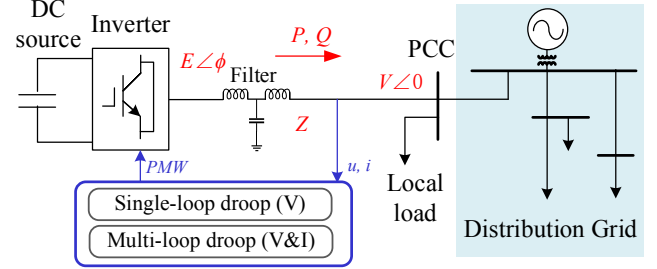 DC
source
Inverter
E∠ϕ
Filter
P, Q
Z
PCC
V∠0
PMW
u, i
Local
load
Single-loop droop (V)
Multi-loop droop (V&I)
Distribution Grid